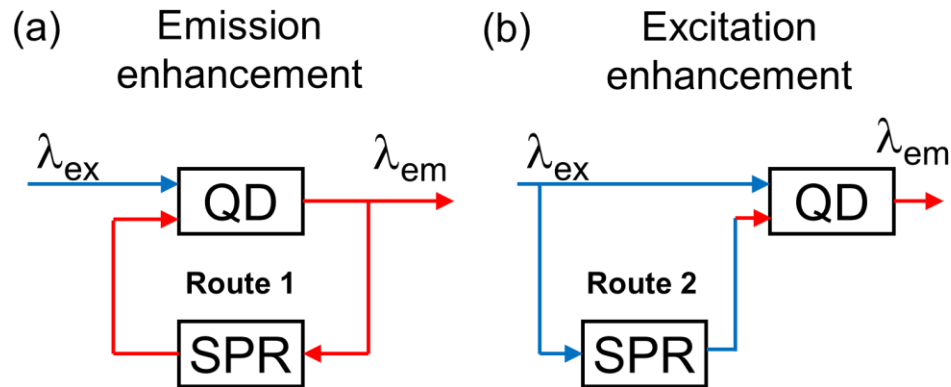 (a) Emission
enhancement
λex
λem
QD
Route 1
SPR
(b) Excitation
enhancement
λex
λem
QD
Route 2
SPR